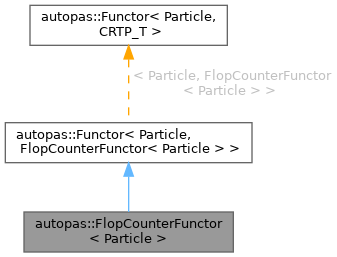 autopas::Functor< Particle,
CRTP_T >
< Particle, FlopCounterFunctor
< Particle > >
autopas::Functor< Particle,
FlopCounterFunctor< Particle > >
autopas::FlopCounterFunctor
< Particle >